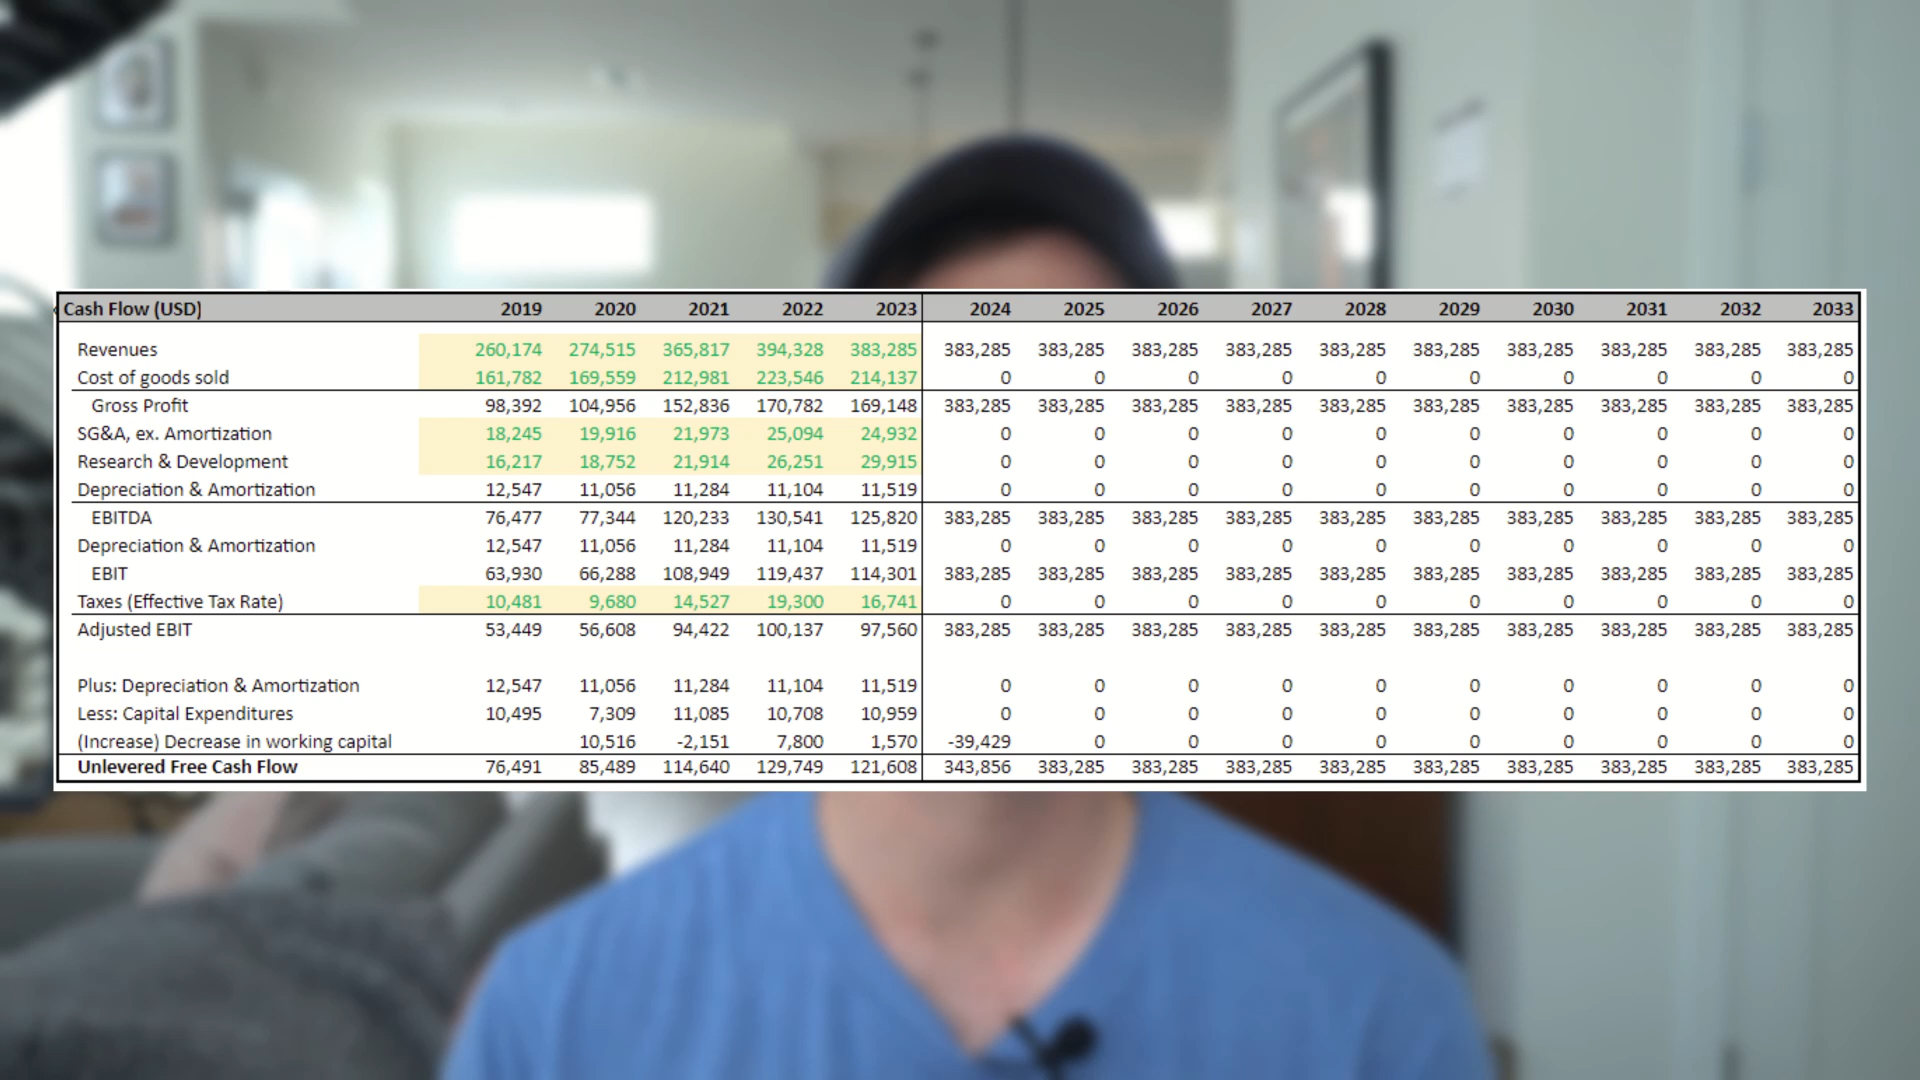 Cash Flow (USD) 2019 2020 2021 2022 2023 2024 2025 2026 2027 2028 2029 2030 2031 2032 2033
Revenues 260,174 274,515 365,817 394,328 383,285 383,285 383,285 383,285 383,285 383,285 383,285 383,285 383,285 383,285 383,285
Cost of goods sold 161,782 169,559 212,981 223,546 214,137 0 0 0 0 0 0 0 0 0 0
Gross Profit 98,392 104,956 152,836 170,782 169,148 383,285 383,285 383,285 383,285 383,285 383,285 383,285 383,285 383,285 383,285
SG&A, ex. Amortization 18,245 19,916 21,973 25,094 24,932 0 0 0 0 0 0 0 0 0 0
Research & Development 16,217 18,752 21,914 26,251 29,915 0 0 0 0 0 0 0 0 0 0
Depreciation & Amortization 12,547 11,056 11,284 11,104 11,519 0 0 0 0 0 0 0 0 0 0
EBITDA 76,477 77,344 120,233 130,541 125,820 383,285 383,285 383,285 383,285 383,285 383,285 383,285 383,285 383,285 383,285
Depreciation & Amortization 12,547 11,056 11,284 11,104 11,519 0 0 0 0 0 0 0 0 0 0
EBIT 63,930 66,288 108,949 119,437 114,301 383,285 383,285 383,285 383,285 383,285 383,285 383,285 383,285 383,285 383,285
Taxes (Effective Tax Rate) 10,481 9,680 14,527 19,300 16,741 0 0 0 0 0 0 0 0 0 0
Adjusted EBIT 53,449 56,608 94,422 100,137 97,560 383,285 383,285 383,285 383,285 383,285 383,285 383,285 383,285 383,285 383,285
Plus: Depreciation & Amortization 12,547 11,056 11,284 11,104 11,519 0 0 0 0 0 0 0 0 0 0
Less: Capital Expenditures 10,495 7,309 11,085 10,708 10,959 0 0 0 0 0 0 0 0 0 0
(Increase) Decrease in working capital 10,516 -2,151 7,800 1,570 -39,429 0 0 0 0 0 0 0 0 0
Unlevered Free Cash Flow 76,491 85,489 114,640 129,749 121,608 343,856 383,285 383,285 383,285 383,285 383,285 383,285 383,285 383,285 383,285